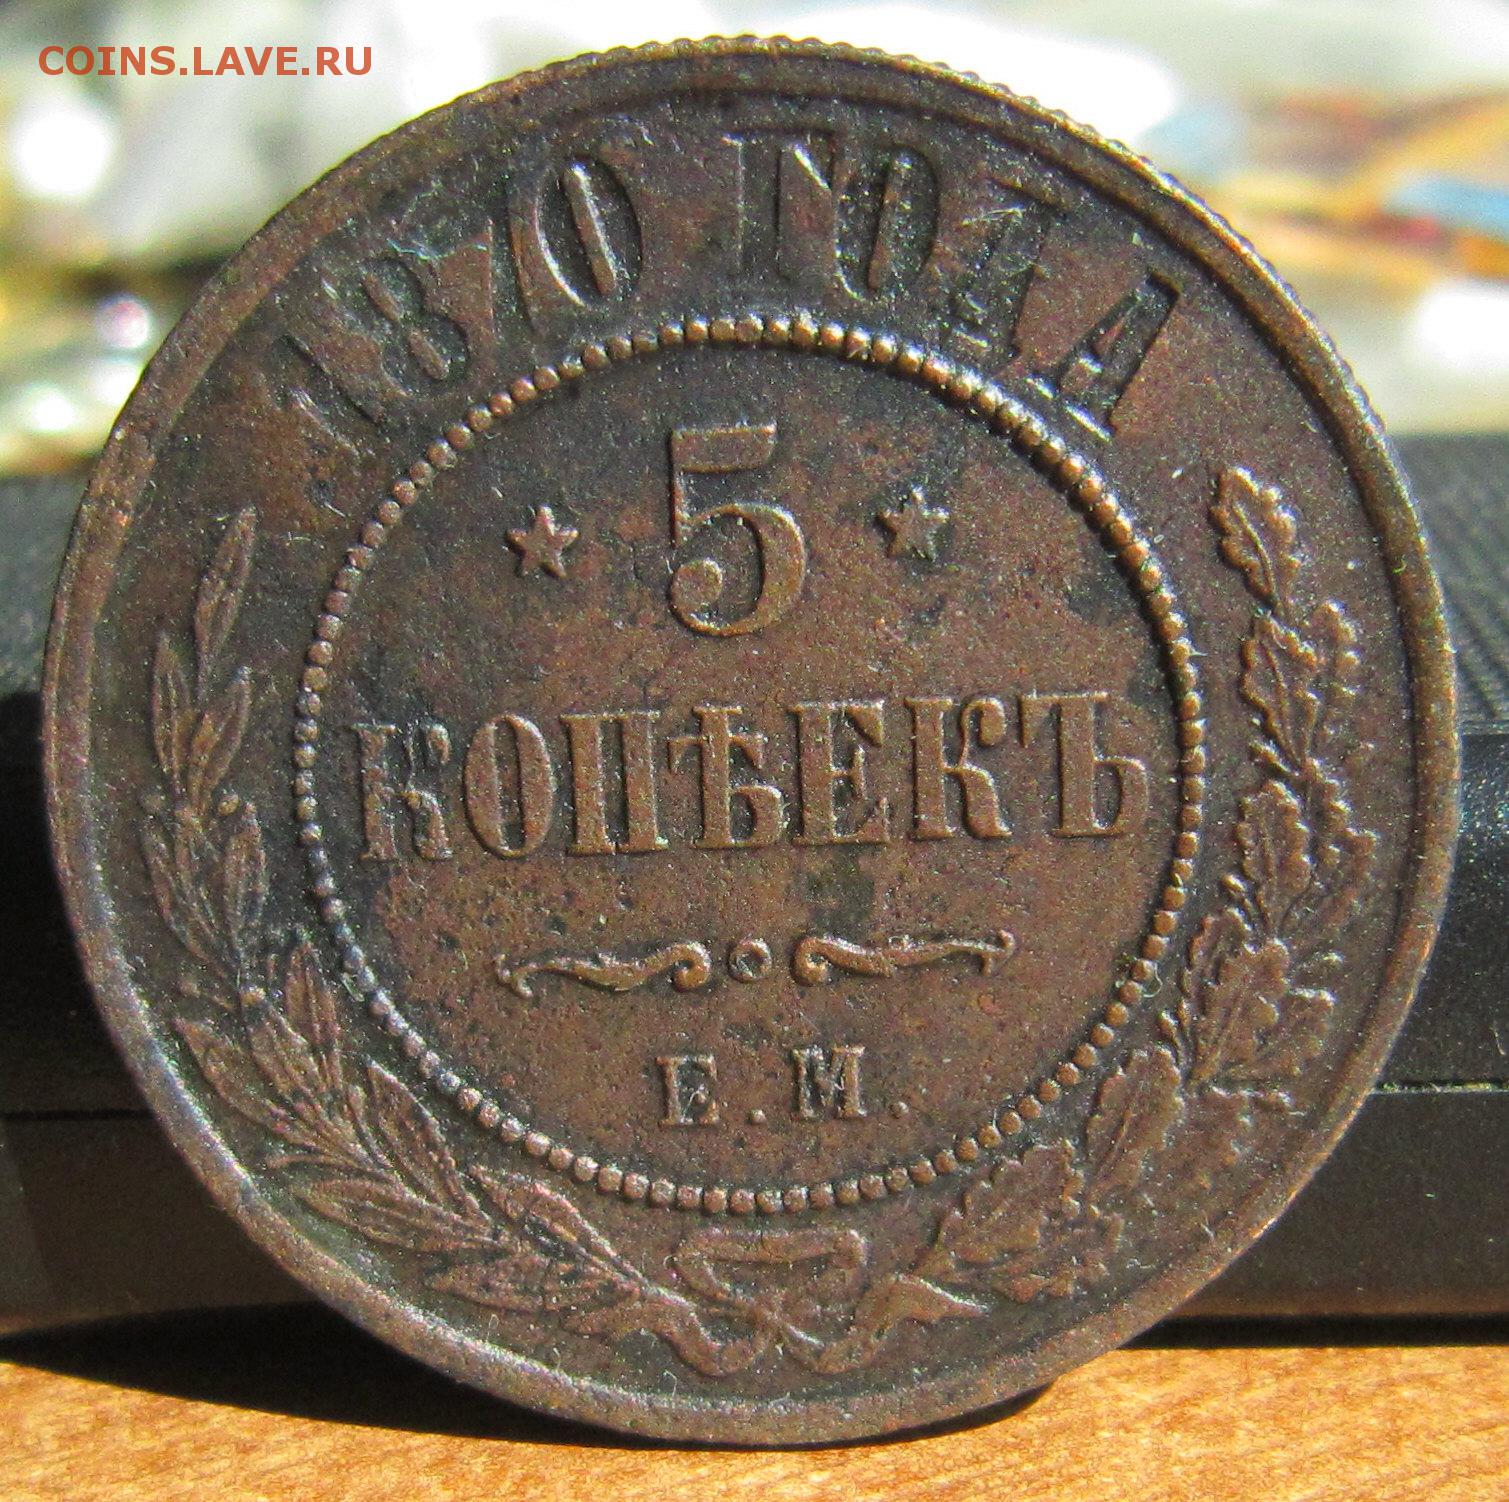 COINS.LAVE.RU
1870 ГОДА
5
КОПѢЕКЪ
Е.М.